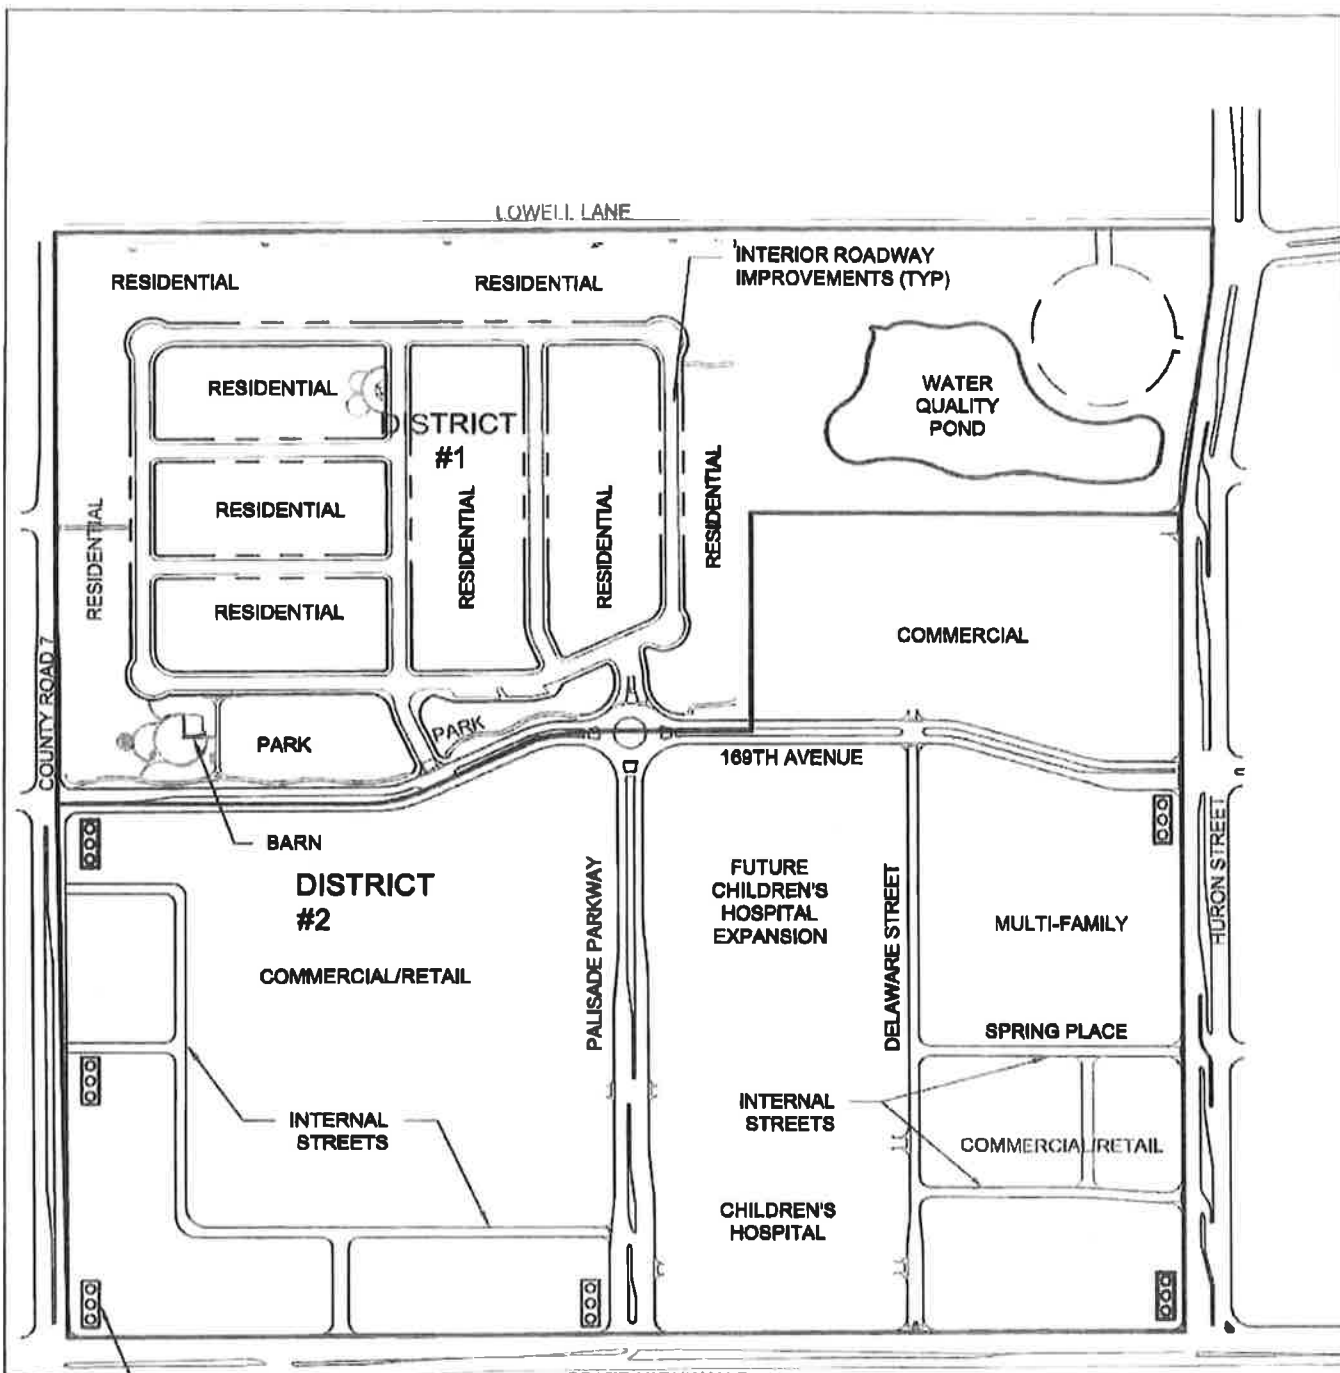 LOWELL LANE
INTERIOR ROADWAY
IMPROVEMENTS (TYP)
RESIDENTIAL
RESIDENTIAL
RESIDENTIAL
DISTRICT
#1
WATER
QUALITY
POND
RESIDENTIAL
RESIDENTIAL
RESIDENTIAL
RESIDENTIAL
RESIDENTIAL
RESIDENTIAL
COMMERCIAL
COUNTY ROAD 7
PARK
PARK
169TH AVENUE
BARN
DISTRICT
#2
COMMERCIAL/RETAIL
PALISADE PARKWAY
FUTURE
CHILDREN'S
HOSPITAL
EXPANSION
DELAWARE STREET
MULTI-FAMILY
HURON STREET
SPRING PLACE
INTERNAL
STREETS
INTERNAL
STREETS
COMMERCIAL/RETAIL
CHILDREN'S
HOSPITAL